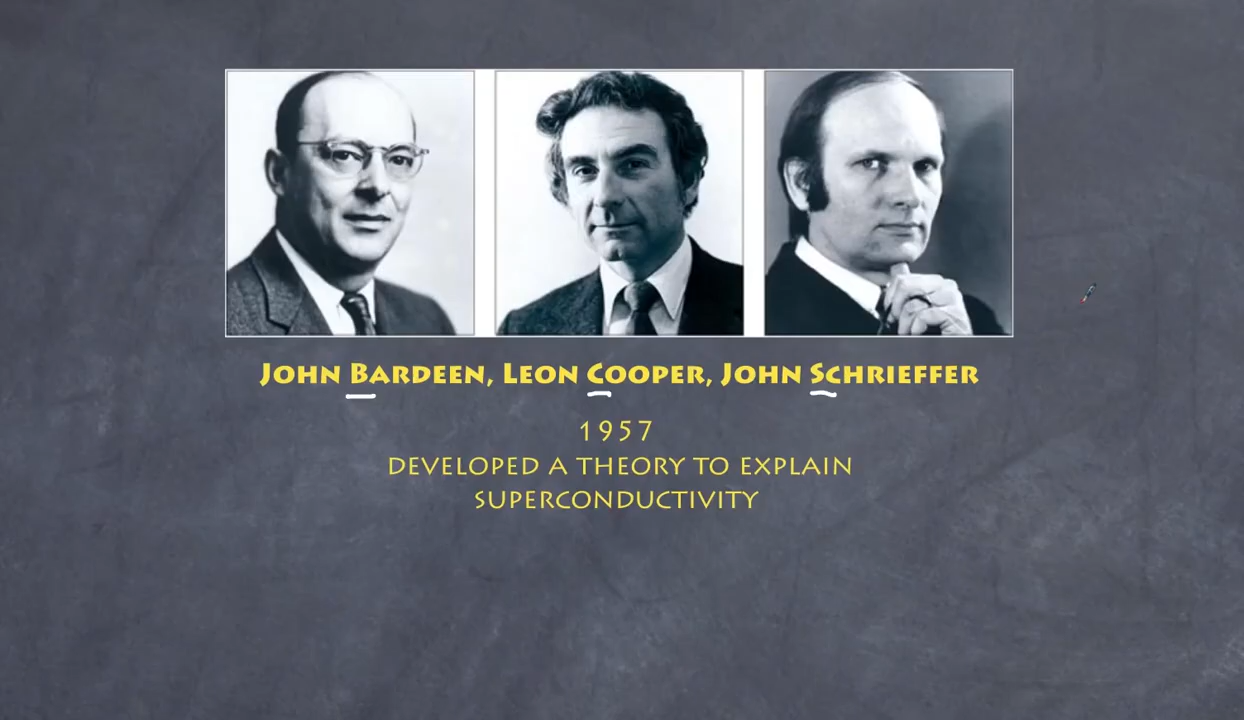 John Bardeen, Leon Cooper, John Schrieffer
1957
developed a theory to explain
superconductivity